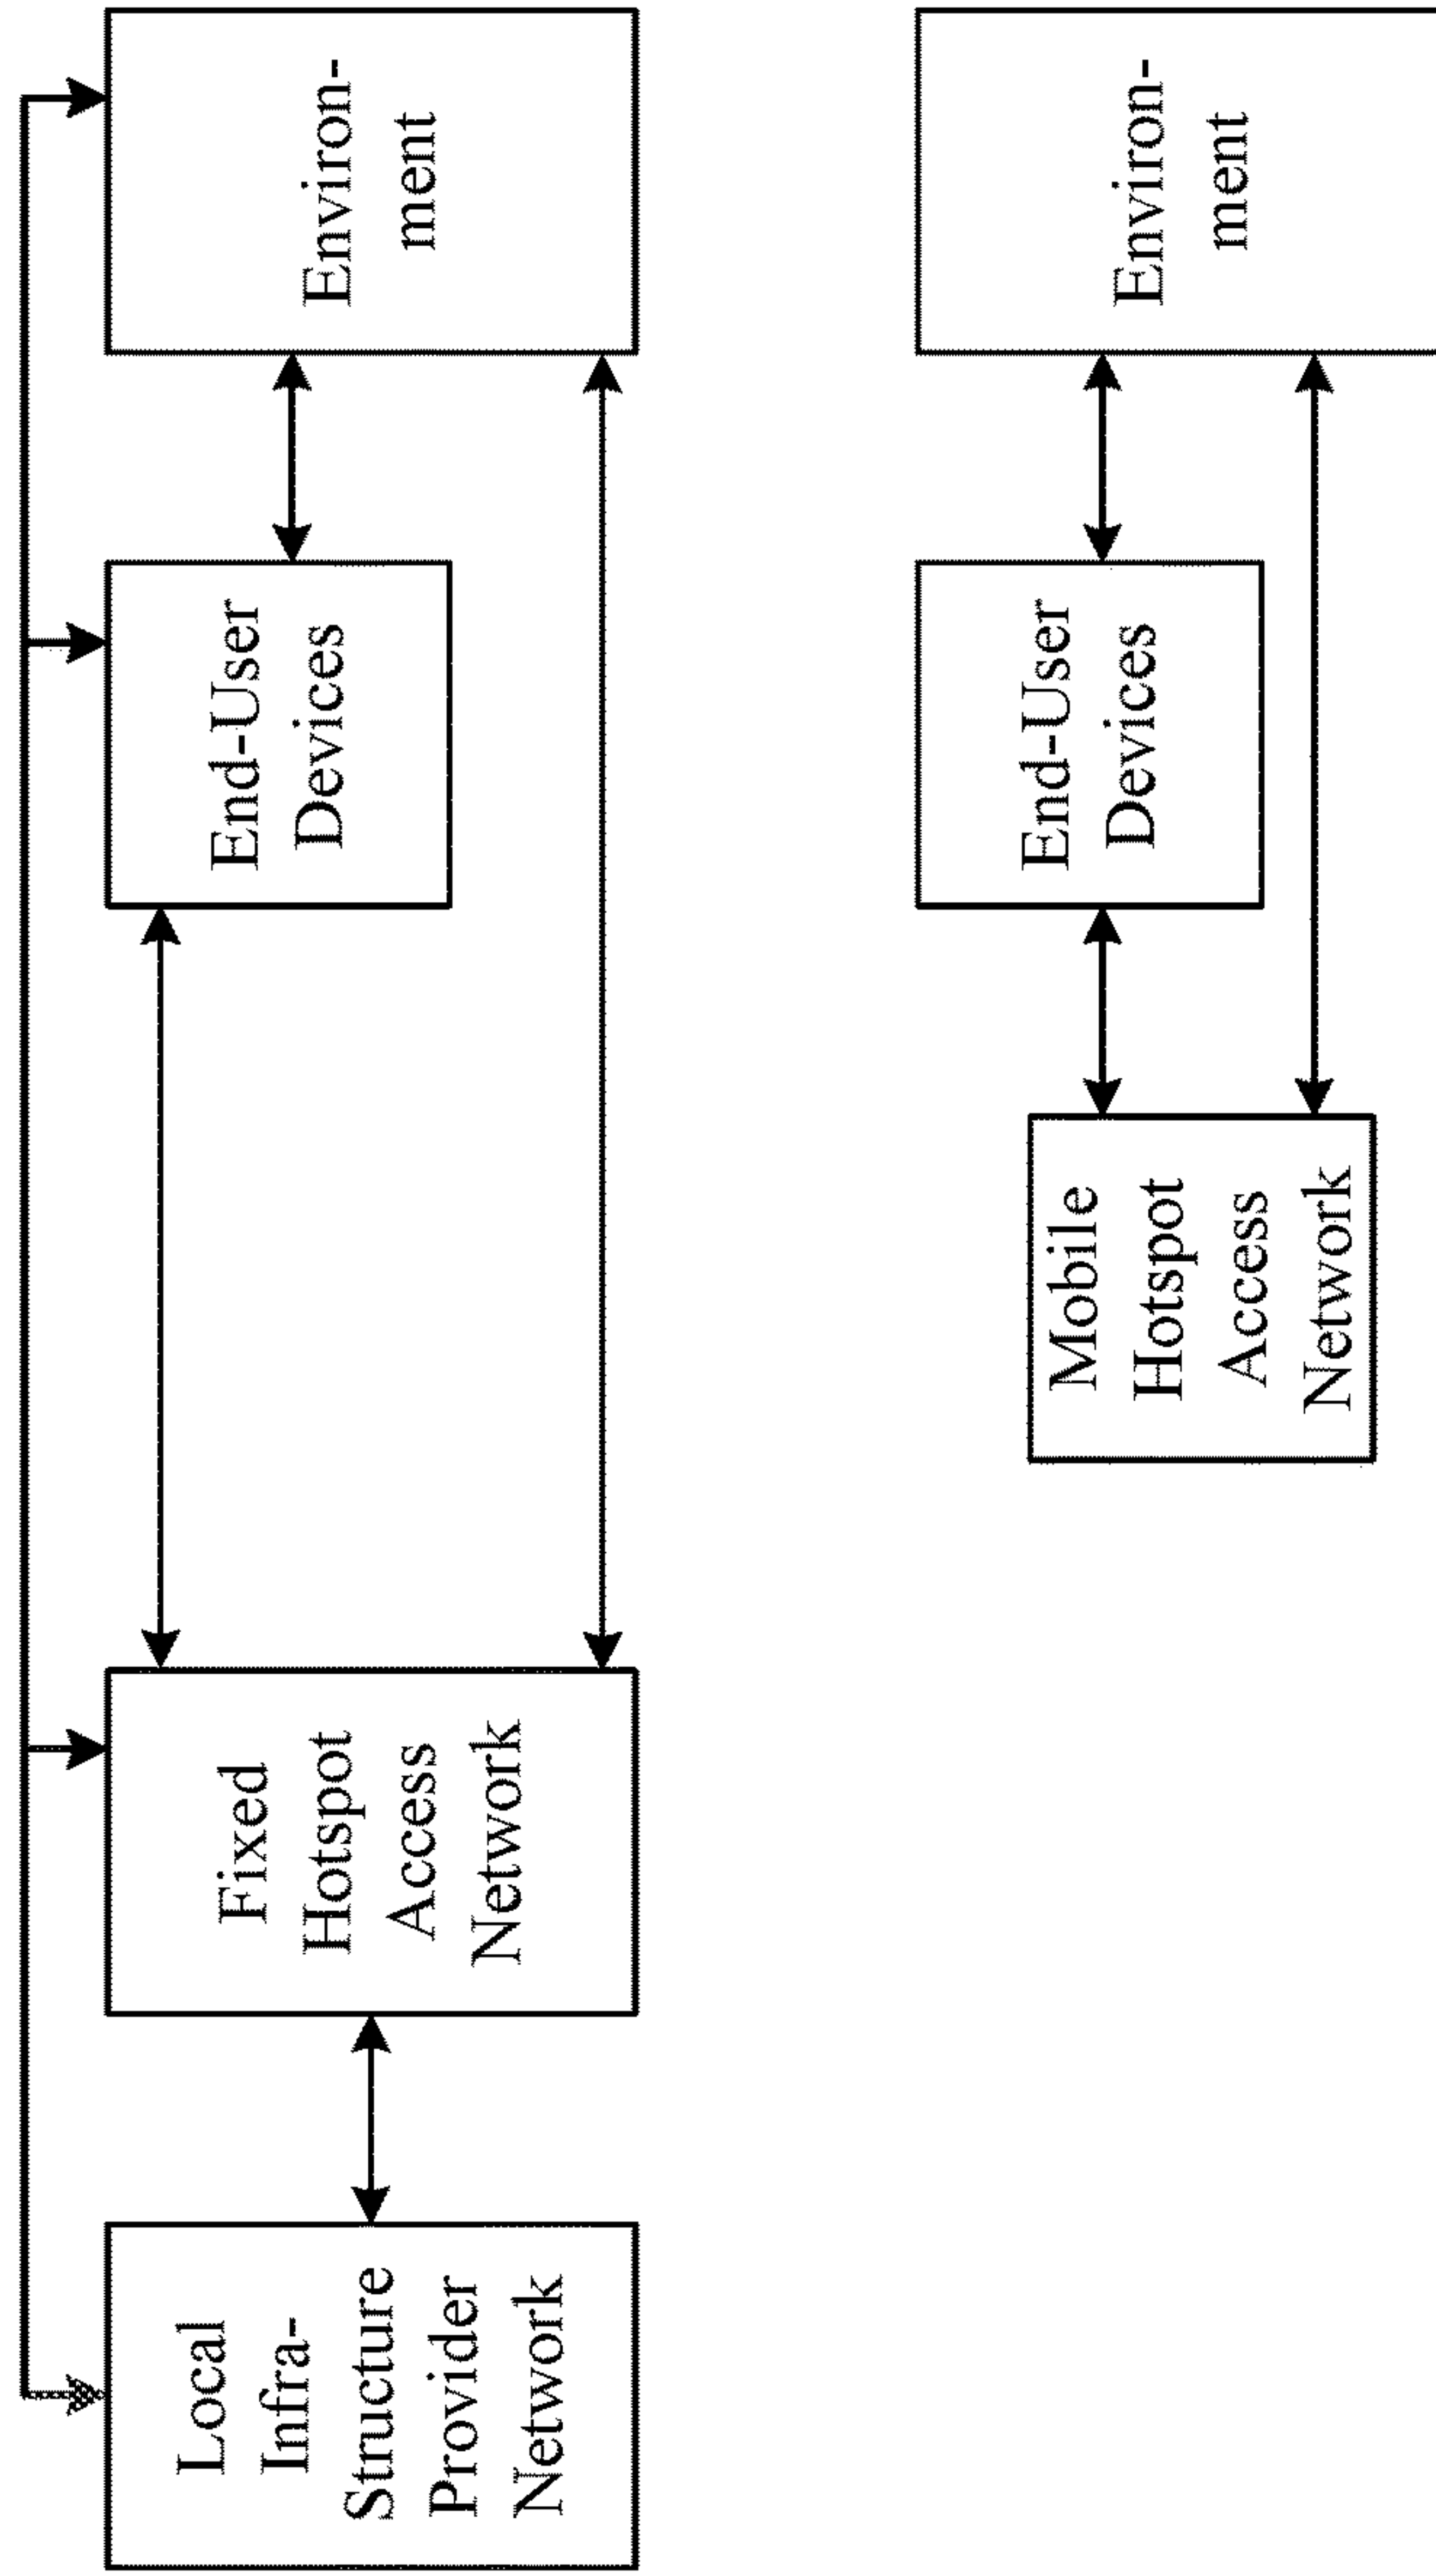 Local
Infra-
Structure
Provider
Network
Fixed
Hotspot
Access
Network
End-User
Devices
Environ-
ment
Mobile
Hotspot
Access
Network
End-User
Devices
Environ-
ment